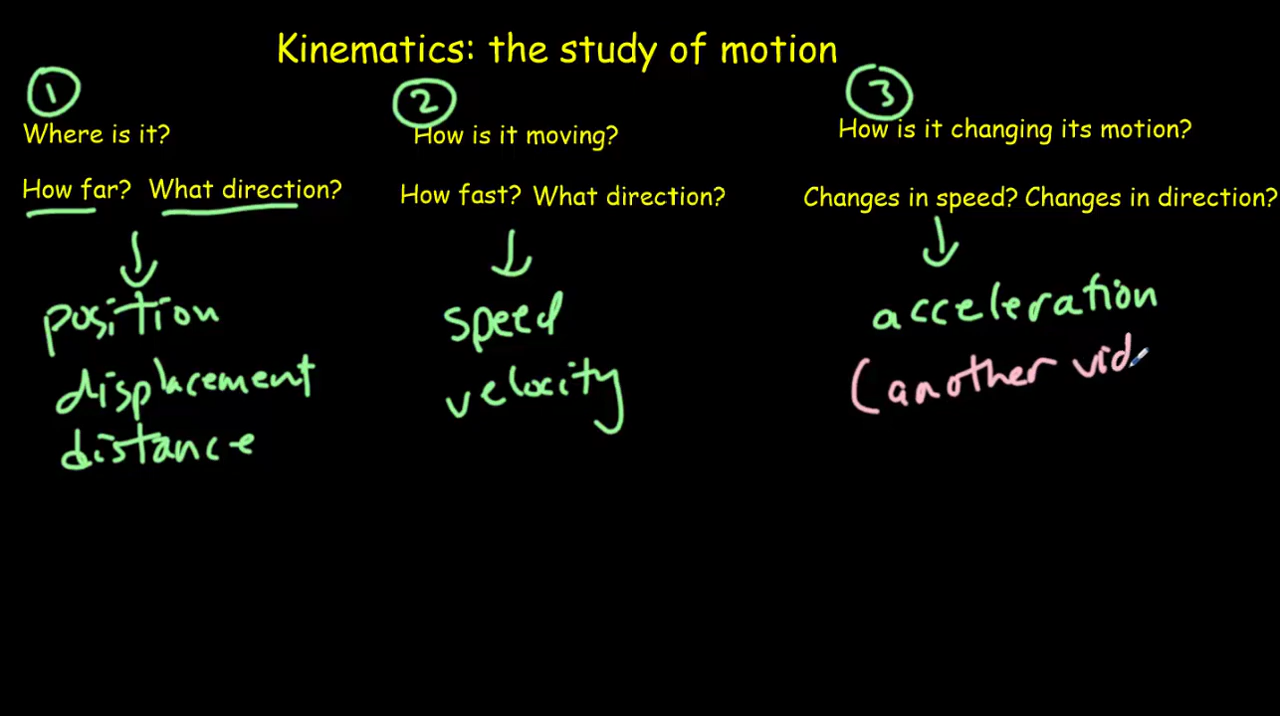 Kinematics: the study of motion
1
Where is it?
How far? What direction?
position
displacement
distance
2
How is it moving?
How fast? What direction?
speed
velocity
3
How is it changing its motion?
Changes in speed? Changes in direction?
acceleration
(another vid